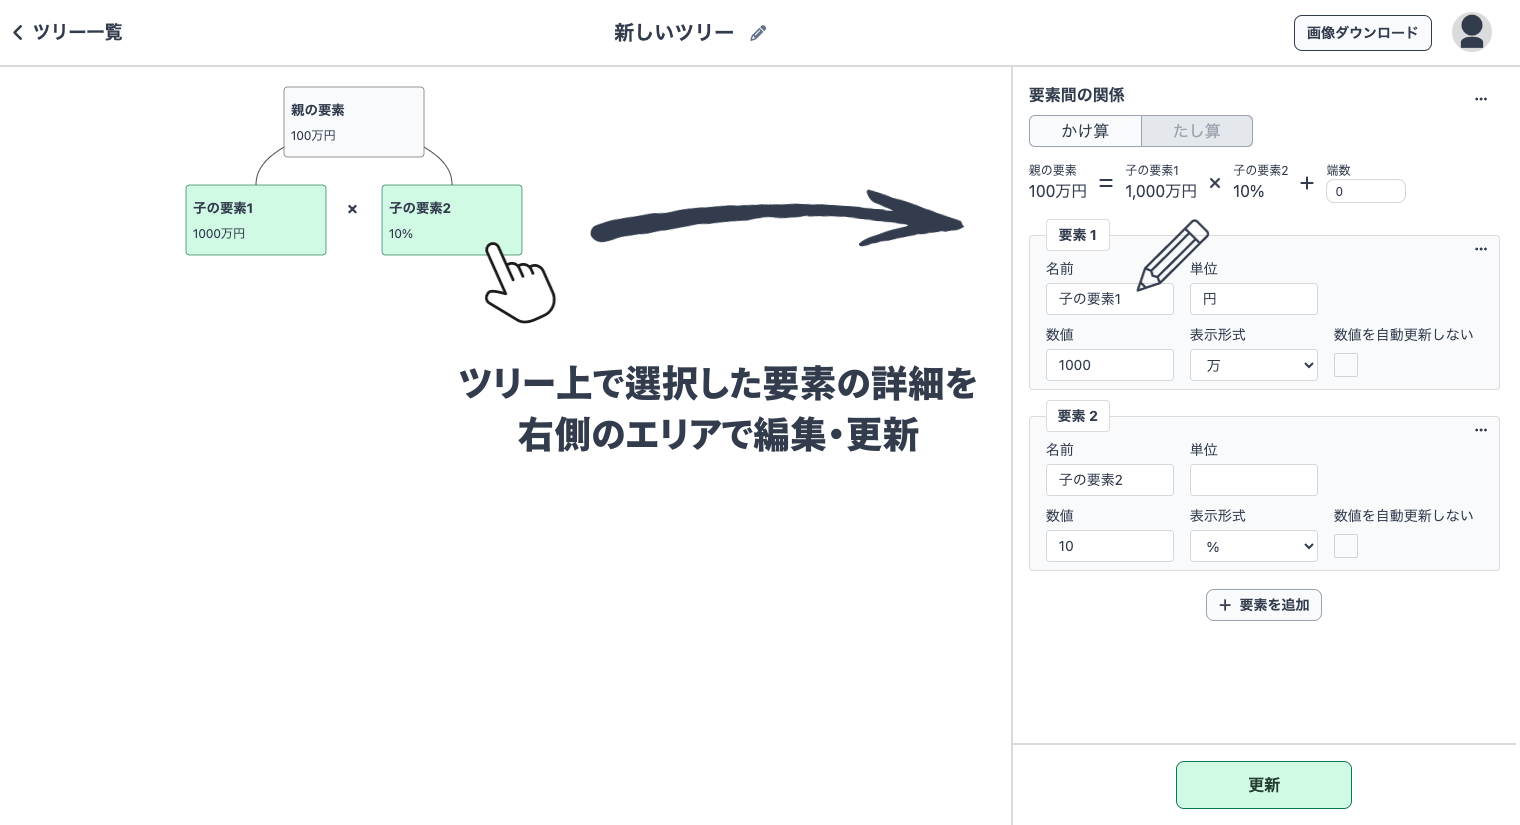 ツリー一覧
新しいツリー
画像ダウンロード
親の要素
100万円
子の要素1
1000万円
×
子の要素2
10%
ツリー上で選択した要素の詳細を
右側のエリアで編集・更新
要素間の関係
...
かけ算 たし算
親の要素 子の要素1 子の要素2 端数
100万円 = 1,000万円 × 10% + 0
要素 1
...
名前 単位
子の要素1 円
数値 表示形式 数値を自動更新しない
1000 万
要素 2
...
名前 単位
子の要素2
数値 表示形式 数値を自動更新しない
10 %
+ 要素を追加
更新